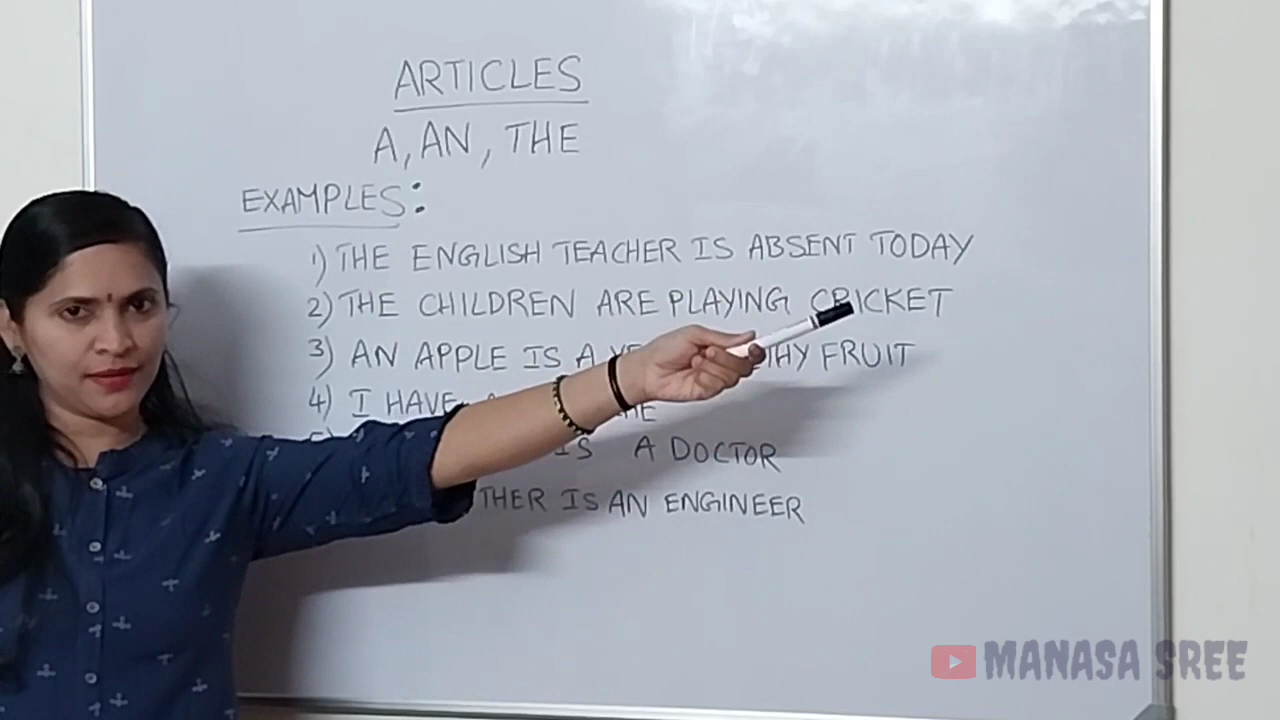 ARTICLES
A, AN, THE
EXAMPLES:
1) THE ENGLISH TEACHER IS ABSENT TODAY
2) THE CHILDREN ARE PLAYING CRICKET
3) AN APPLE IS A FRUIT
4) I HAVE
IS A DOCTOR
IS AN ENGINEER
MANASA SREE